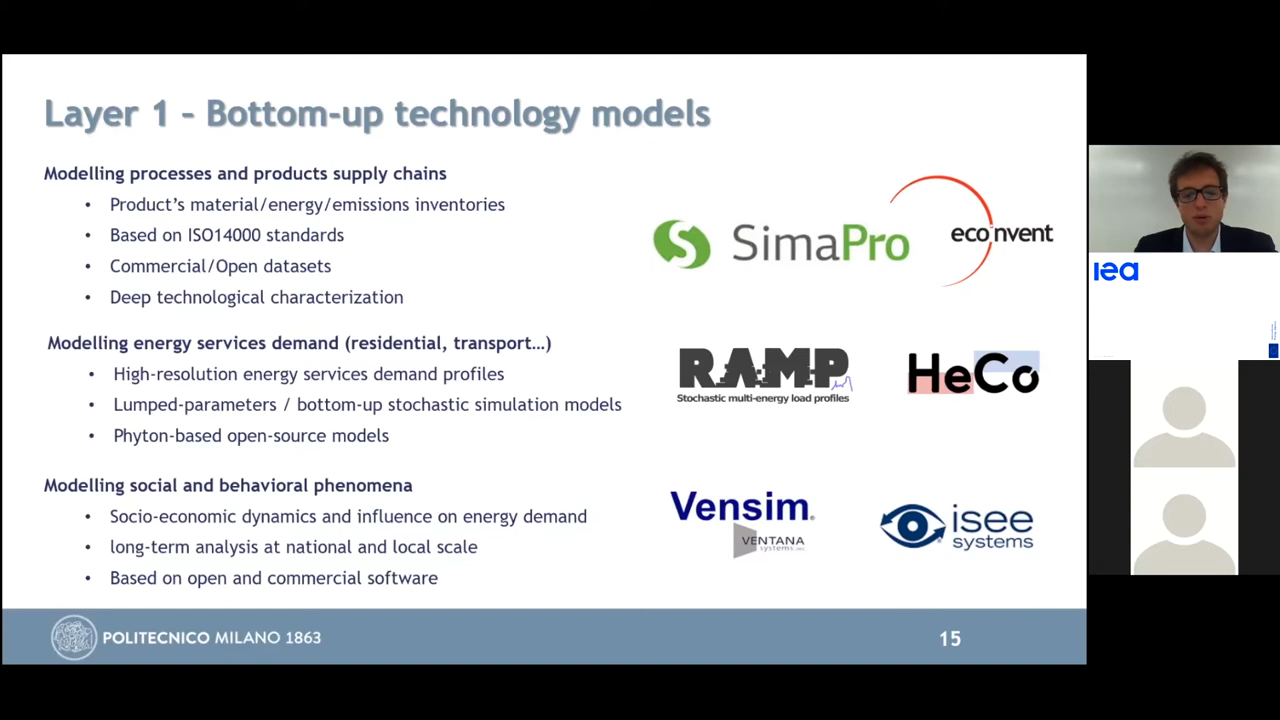 Layer 1 – Bottom-up technology models
Modelling processes and products supply chains
• Product's material/energy/emissions inventories
• Based on ISO14000 standards
• Commercial/Open datasets
• Deep technological characterization
SimaPro
ecoinvent
Modelling energy services demand (residential, transport…)
• High-resolution energy services demand profiles
• Lumped-parameters / bottom-up stochastic simulation models
• Phyton-based open-source models
RAMP
Stochastic multi-energy load profiles
HeCo
Modelling social and behavioral phenomena
• Socio-economic dynamics and influence on energy demand
• long-term analysis at national and local scale
• Based on open and commercial software
Vensim®
VENTANA
systems, inc.
isee
systems
POLITECNICO MILANO 1863
15
iea